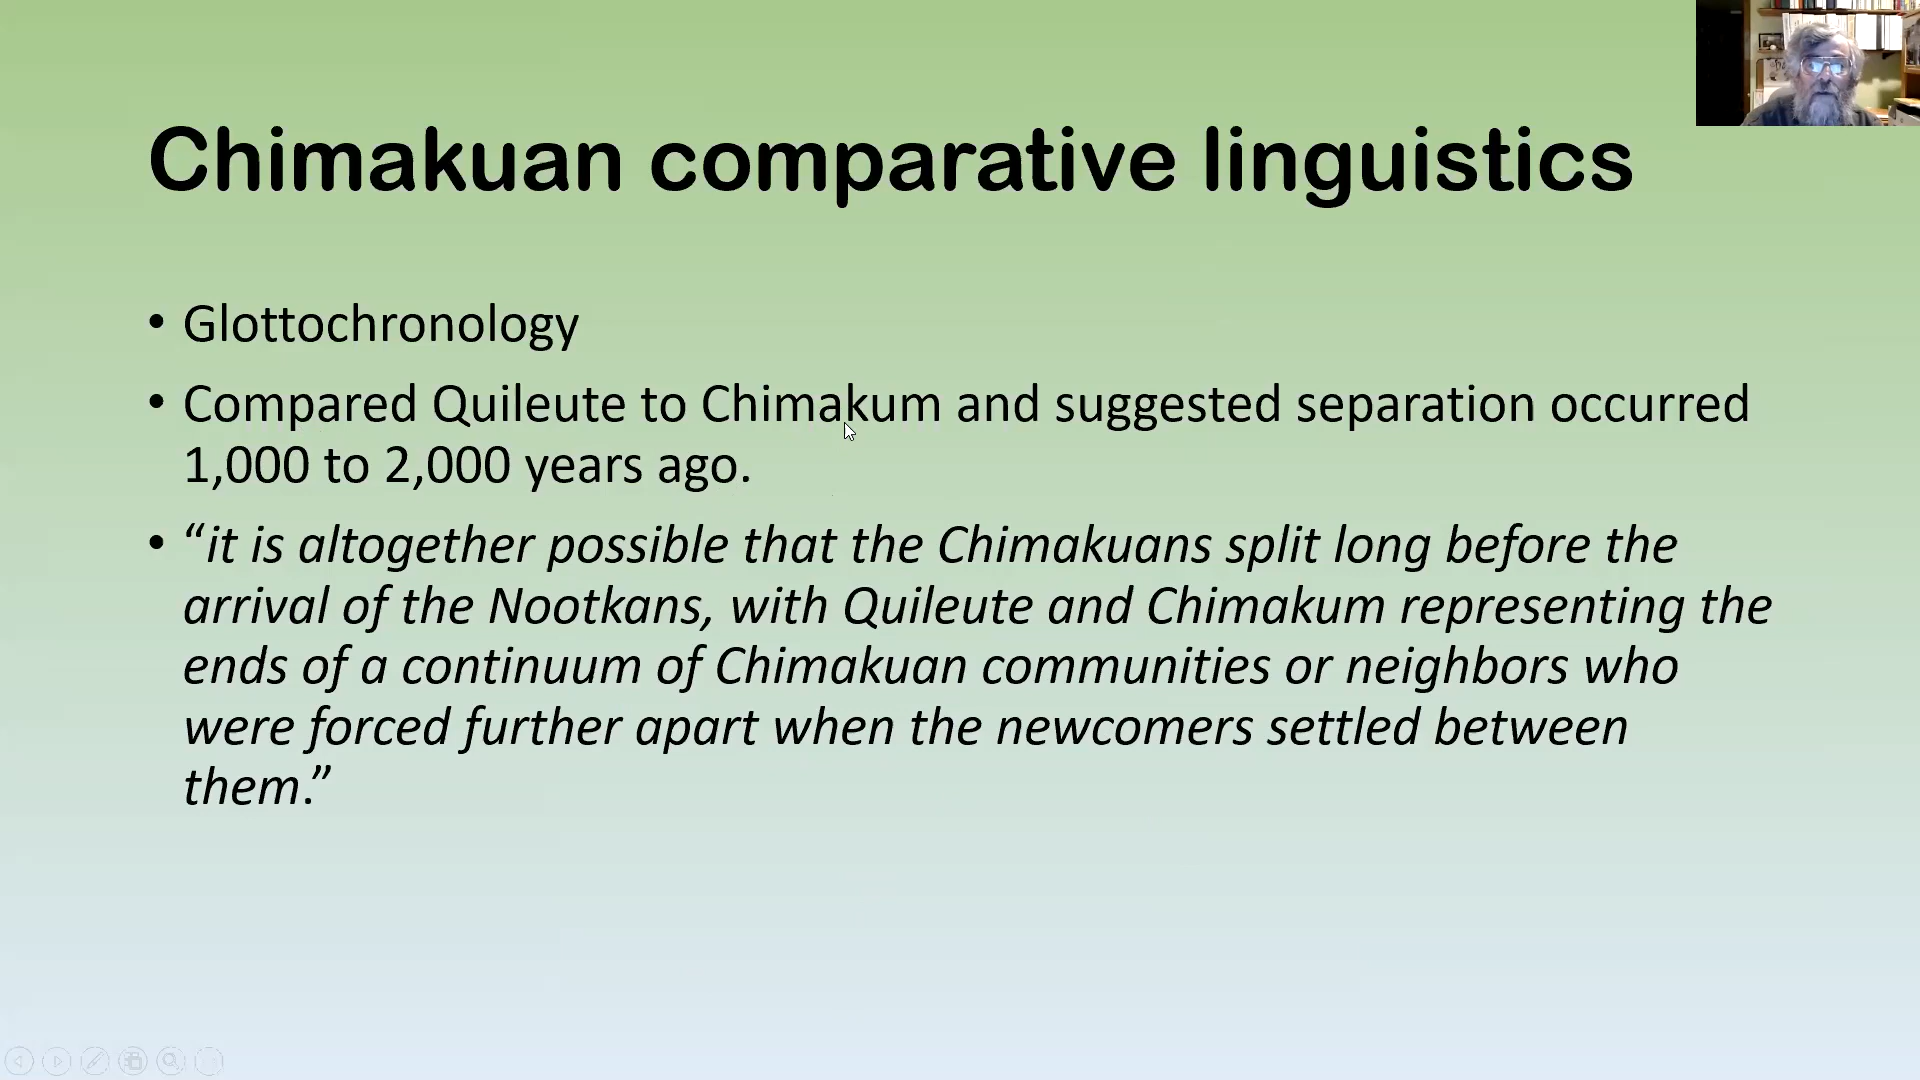 Chimakuan comparative linguistics
• Glottochronology
• Compared Quileute to Chimakum and suggested separation occurred
1,000 to 2,000 years ago.
• “it is altogether possible that the Chimakuans split long before the
arrival of the Nootkans, with Quileute and Chimakum representing the
ends of a continuum of Chimakuan communities or neighbors who
were forced further apart when the newcomers settled between
them.”